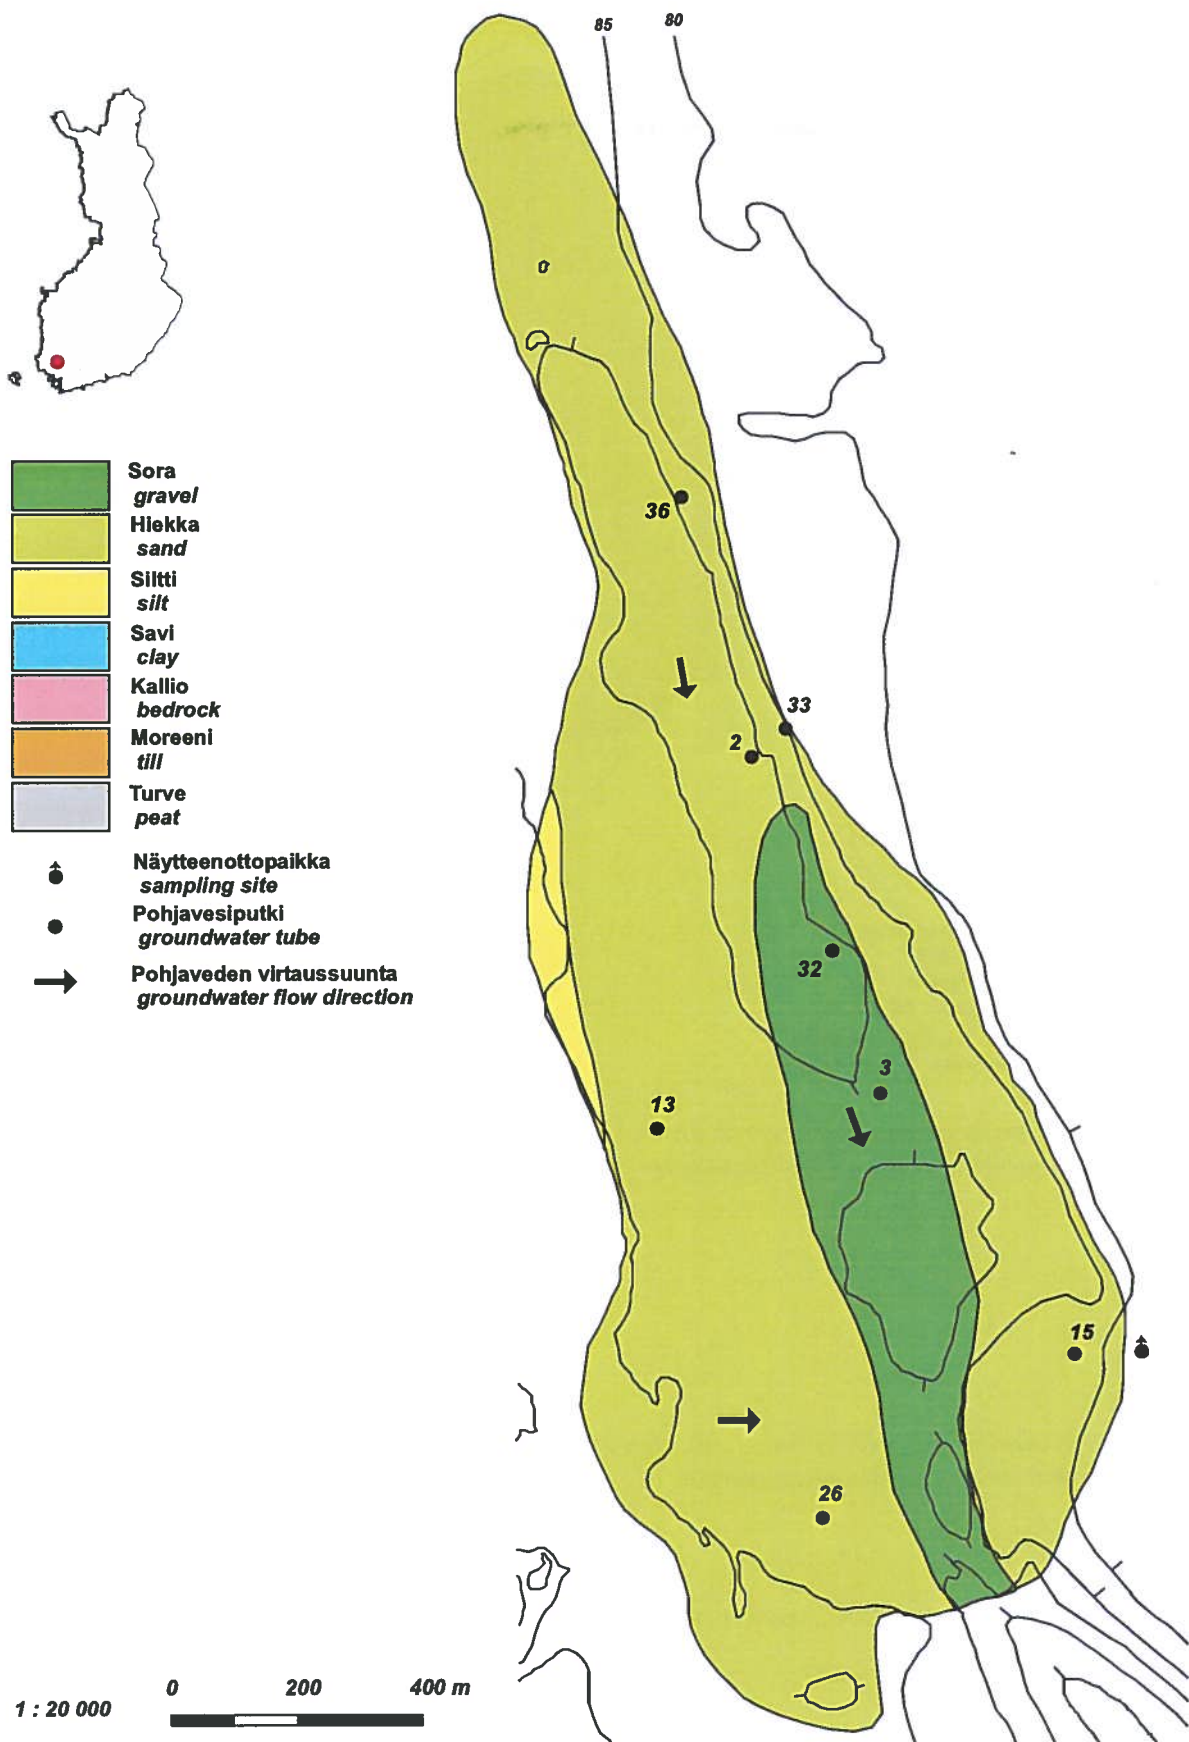 85
80
36
33
2
32
3
13
15
26
Sora
gravel
Hiekka
sand
Siltti
silt
Savi
clay
Kallio
bedrock
Moreeni
till
Turve
peat
Näytteenottopaikka
sampling site
Pohjavesiputki
groundwater tube
Pohjaveden virtaussuunta
groundwater flow direction
0 200 400 m
1 : 20 000